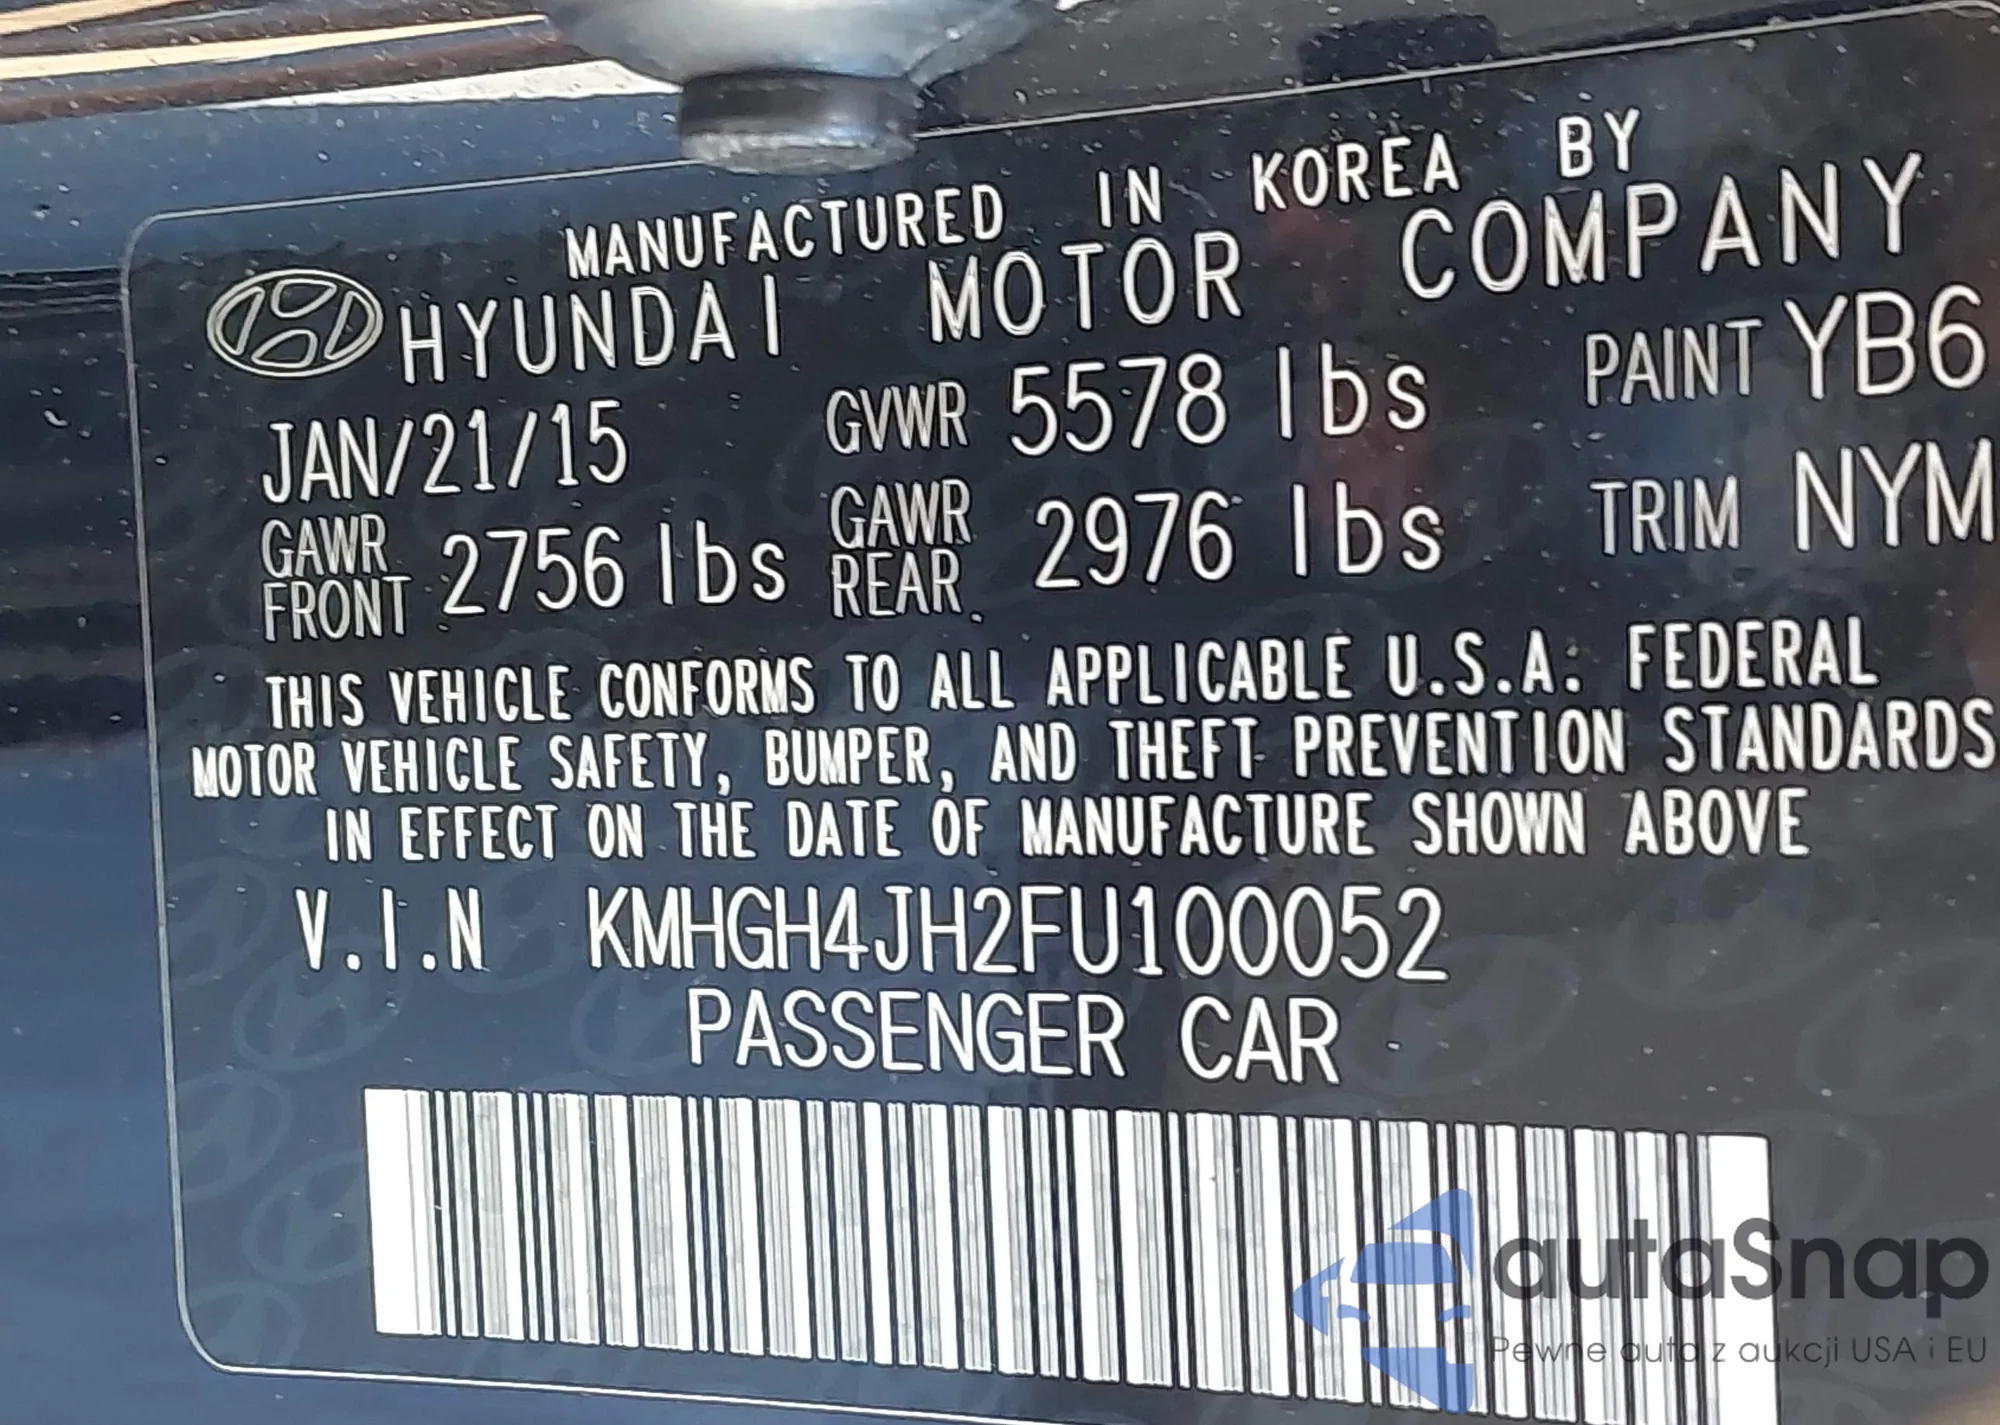 MANUFACTURED IN KOREA BY
HYUNDAI MOTOR COMPANY
JAN/21/15 GVWR 5578 lbs PAINT YB6
GAWR FRONT 2756 lbs GAWR REAR 2976 lbs TRIM NYM
THIS VEHICLE CONFORMS TO ALL APPLICABLE U.S.A. FEDERAL
MOTOR VEHICLE SAFETY, BUMPER, AND THEFT PREVENTION STANDARDS
IN EFFECT ON THE DATE OF MANUFACTURE SHOWN ABOVE
V.I.N KMHGH4JH2FU100052
PASSENGER CAR
autaSnap
Pewne auta z aukcji USA i EU